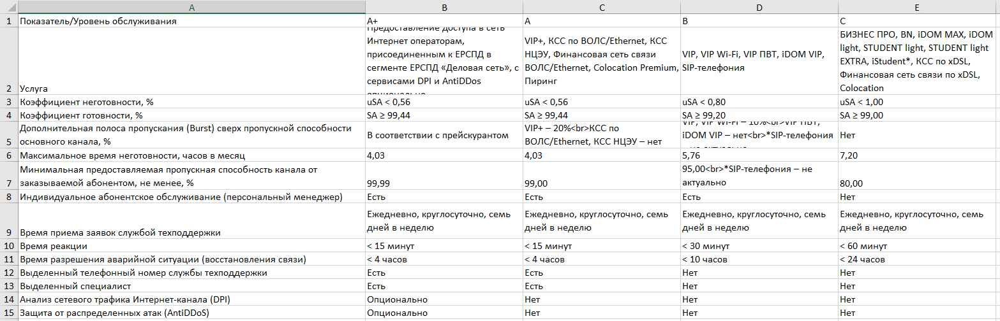 A B C D E
1 Показатель/Уровень обслуживания A+ A B C
Предоставление доступа в сеть
Интернет операторам,
присоединенным к ЕРСПД в
сегменте ЕРСПД «Деловая сеть», с
сервисами DPI и AntiDDos
опционально
VIP+, КСС по ВОЛС/Ethernet, КСС
НЦЭУ, Финансовая сеть связи
ВОЛС/Ethernet, Colocation Premium,
Пиринг
VIP, VIP Wi-Fi, VIP ПВТ, iDOM VIP,
SIP-телефония
БИЗНЕС ПРО, BN, iDOM MAX, iDOM
light, STUDENT light, STUDENT light
EXTRA, iStudent*, КСС по xDSL,
Финансовая сеть связи по xDSL,
Colocation
2 Услуга
3 Коэффициент неготовности, % uSA < 0,56 uSA < 0,56 uSA < 0,80 uSA < 1,00
4 Коэффициент готовности, % SA ≥ 99,44 SA ≥ 99,44 SA ≥ 99,20 SA ≥ 99,00
Дополнительная полоса пропускания (Burst) сверх пропускной способности
5 основного канала, %
В соответствии с прейскурантом
VIP+ – 20%<br>КСС по
ВОЛС/Ethernet, КСС НЦЭУ – нет
VIP, VIP Wi-Fi – 10%<br>VIP ПВТ,
iDOM VIP – нет<br>*SIP-телефония
– не актуально
Нет
6 Максимальное время неготовности, часов в месяц 4,03 4,03 5,76 7,20
Минимальная предоставляемая пропускная способность канала от
7 заказываемой абонентом, не менее, % 99,99 99,00
95,00<br>*SIP-телефония – не
актуально
80,00
8 Индивидуальное абонентское обслуживание (персональный менеджер) Есть Есть Есть Нет
9 Время приема заявок службой техподдержки
Ежедневно, круглосуточно, семь
дней в неделю
Ежедневно, круглосуточно, семь
дней в неделю
Ежедневно, круглосуточно, семь
дней в неделю
Ежедневно, круглосуточно, семь
дней в неделю
10 Время реакции < 15 минут < 15 минут < 30 минут < 60 минут
11 Время разрешения аварийной ситуации (восстановления связи) < 4 часов < 4 часов < 10 часов < 24 часов
12 Выделенный телефонный номер службы техподдержки Есть Есть Нет Нет
13 Выделенный специалист Есть Есть Нет Нет
14 Анализ сетевого трафика Интернет-канала (DPI) Опционально Нет Нет Нет
15 Защита от распределенных атак (AntiDDoS) Опционально Нет Нет Нет